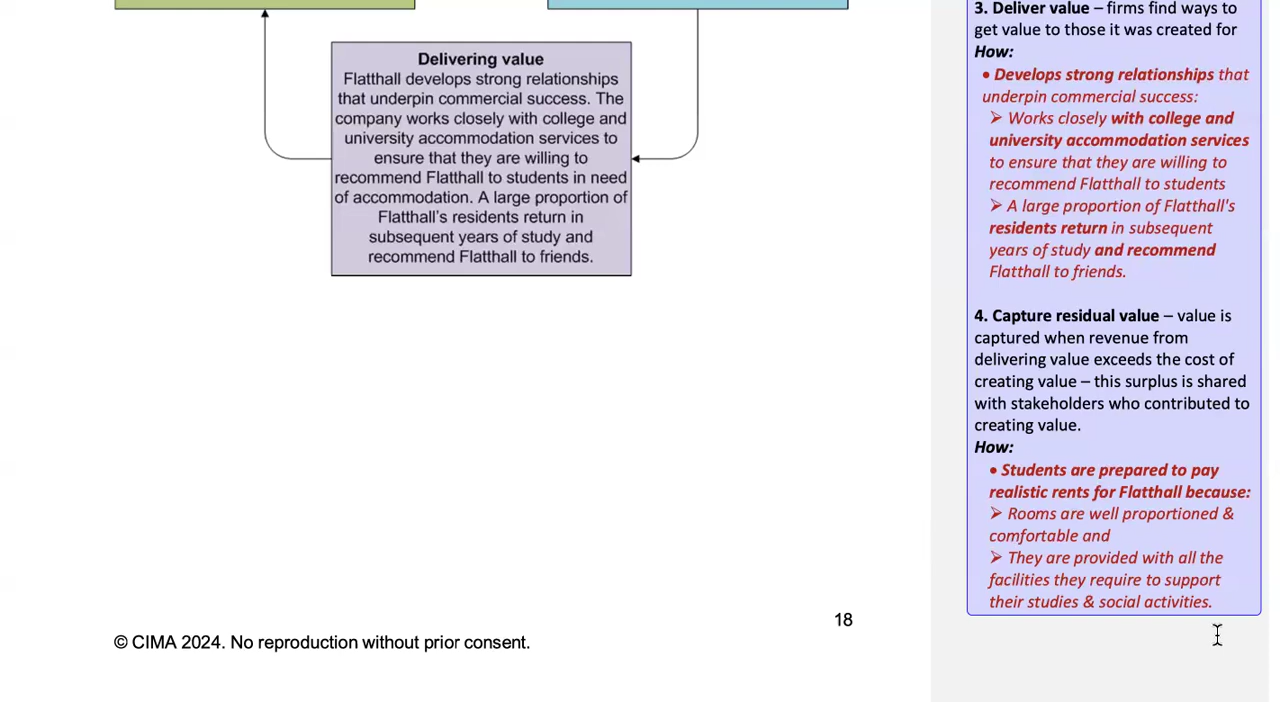 Delivering value
Flatthall develops strong relationships
that underpin commercial success. The
company works closely with college and
university accommodation services to
ensure that they are willing to
recommend Flatthall to students in need
of accommodation. A large proportion of
Flatthall's residents return in
subsequent years of study and
recommend Flatthall to friends.
18
© CIMA 2024. No reproduction without prior consent.
3. Deliver value – firms find ways to
get value to those it was created for
How:
• Develops strong relationships that
underpin commercial success:
➢ Works closely with college and
university accommodation services
to ensure that they are willing to
recommend Flatthall to students
➢ A large proportion of Flatthall's
residents return in subsequent
years of study and recommend
Flatthall to friends.
4. Capture residual value – value is
captured when revenue from
delivering value exceeds the cost of
creating value – this surplus is shared
with stakeholders who contributed to
creating value.
How:
• Students are prepared to pay
realistic rents for Flatthall because:
➢ Rooms are well proportioned &
comfortable and
➢ They are provided with all the
facilities they require to support
their studies & social activities.